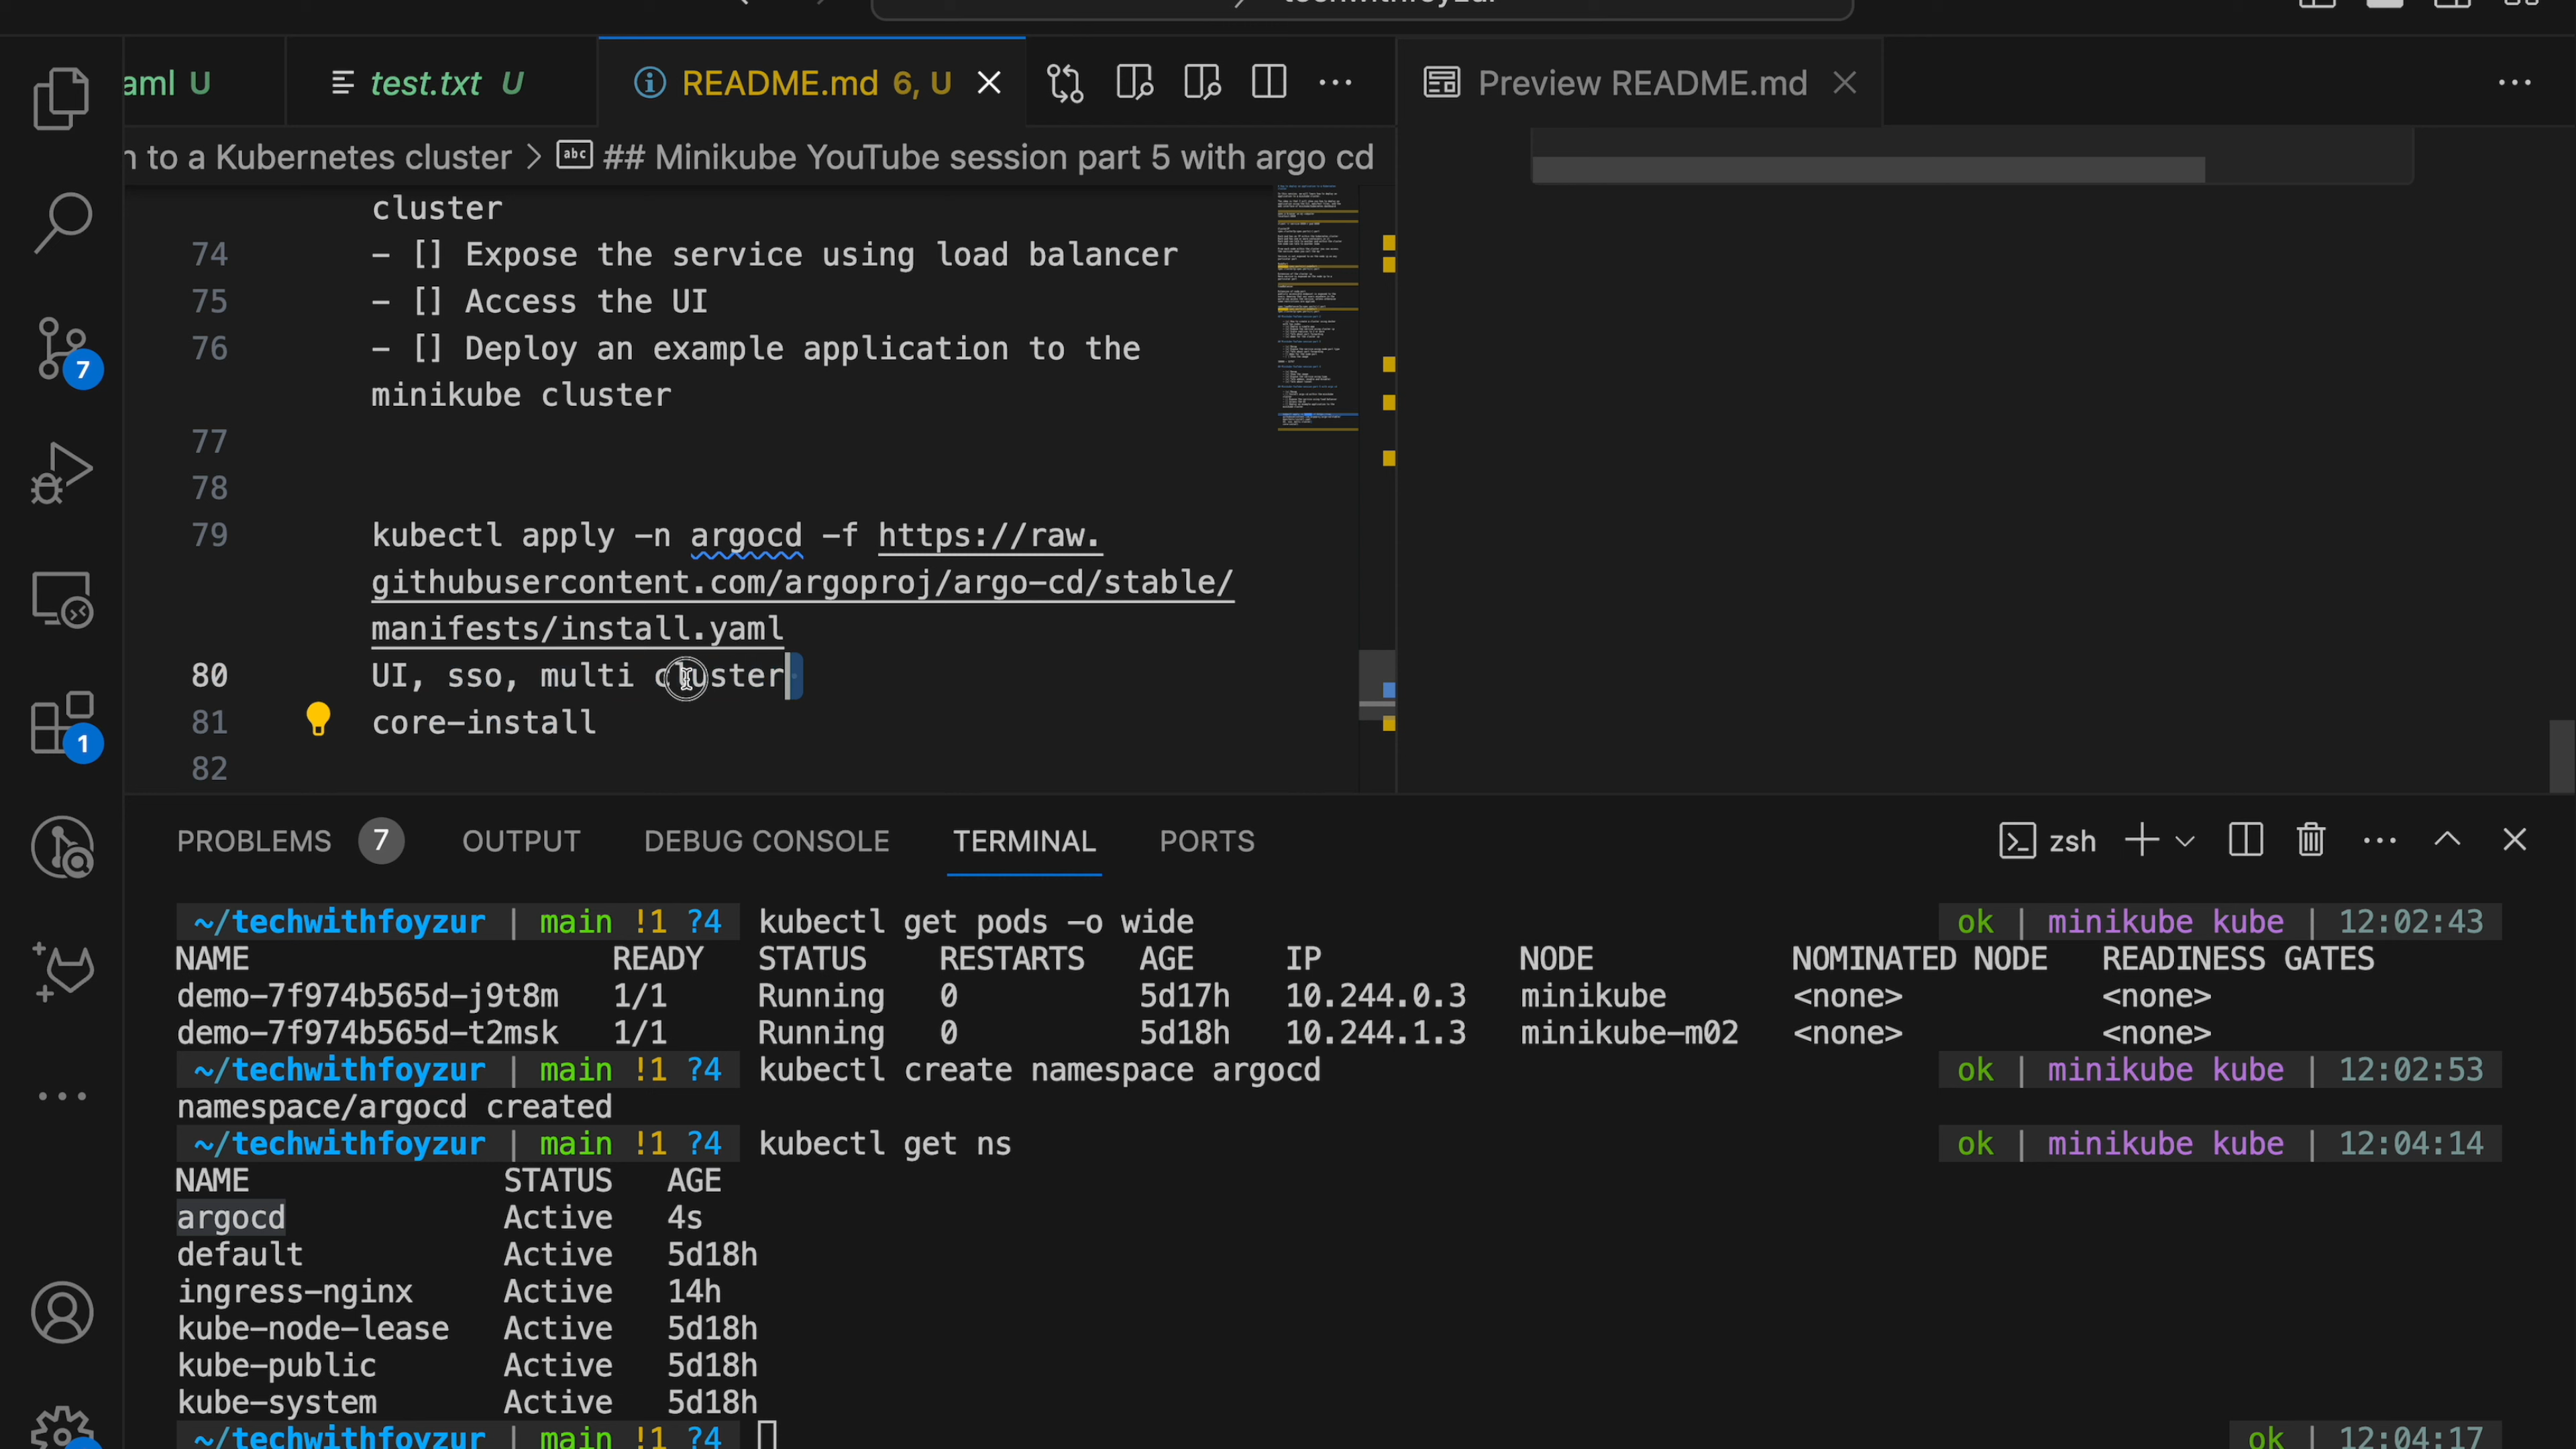 aml U
test.txt U
README.md 6, U
Preview README.md
n to a Kubernetes cluster > abc ## Minikube YouTube session part 5 with argo cd
cluster
74 - [] Expose the service using load balancer
75 - [] Access the UI
76 - [] Deploy an example application to the
minikube cluster
77
78
79 kubectl apply -n argocd -f https://raw.
githubusercontent.com/argoproj/argo-cd/stable/
manifests/install.yaml
80 UI, sso, multi cluster
81 core-install
82
7
1
PROBLEMS 7 OUTPUT DEBUG CONSOLE TERMINAL PORTS zsh
~/techwithfoyzur | main !1 ?4 kubectl get pods -o wide ok | minikube kube | 12:02:43
NAME READY STATUS RESTARTS AGE IP NODE NOMINATED NODE READINESS GATES
demo-7f974b565d-j9t8m 1/1 Running 0 5d17h 10.244.0.3 minikube <none> <none>
demo-7f974b565d-t2msk 1/1 Running 0 5d18h 10.244.1.3 minikube-m02 <none> <none>
~/techwithfoyzur | main !1 ?4 kubectl create namespace argocd ok | minikube kube | 12:02:53
namespace/argocd created
~/techwithfoyzur | main !1 ?4 kubectl get ns ok | minikube kube | 12:04:14
NAME STATUS AGE
argocd Active 4s
default Active 5d18h
ingress-nginx Active 14h
kube-node-lease Active 5d18h
kube-public Active 5d18h
kube-system Active 5d18h
~/techwithfoyzur | main !1 ?4 ok | 12:04:17